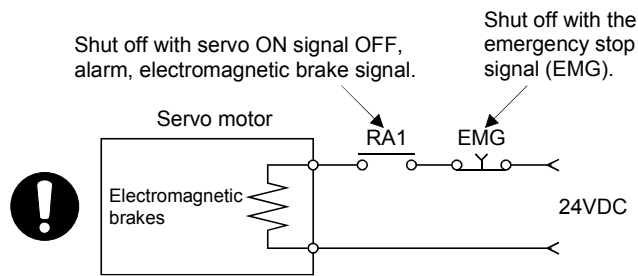 Shut off with servo ON signal OFF,
alarm, electromagnetic brake signal.
Shut off with the
emergency stop
signal (EMG).
Servo motor
RA1
EMG
Electromagnetic
brakes
24VDC